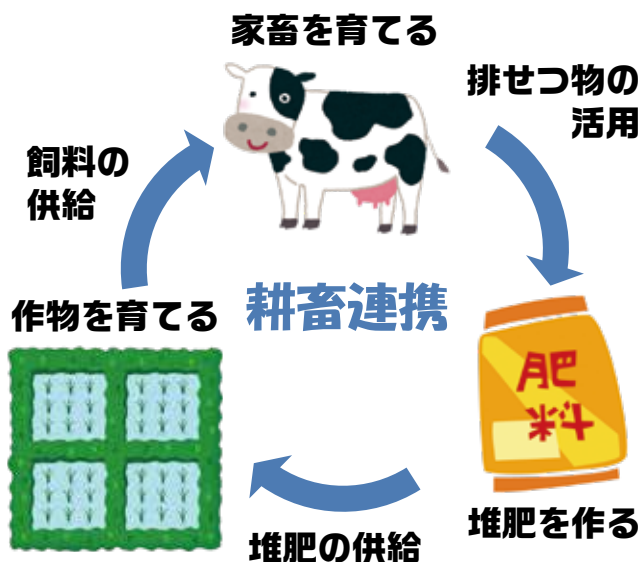 家畜を育てる
排せつ物の
活用
飼料の
供給
耕畜連携
作物を育てる
肥
料
堆肥を作る
堆肥の供給